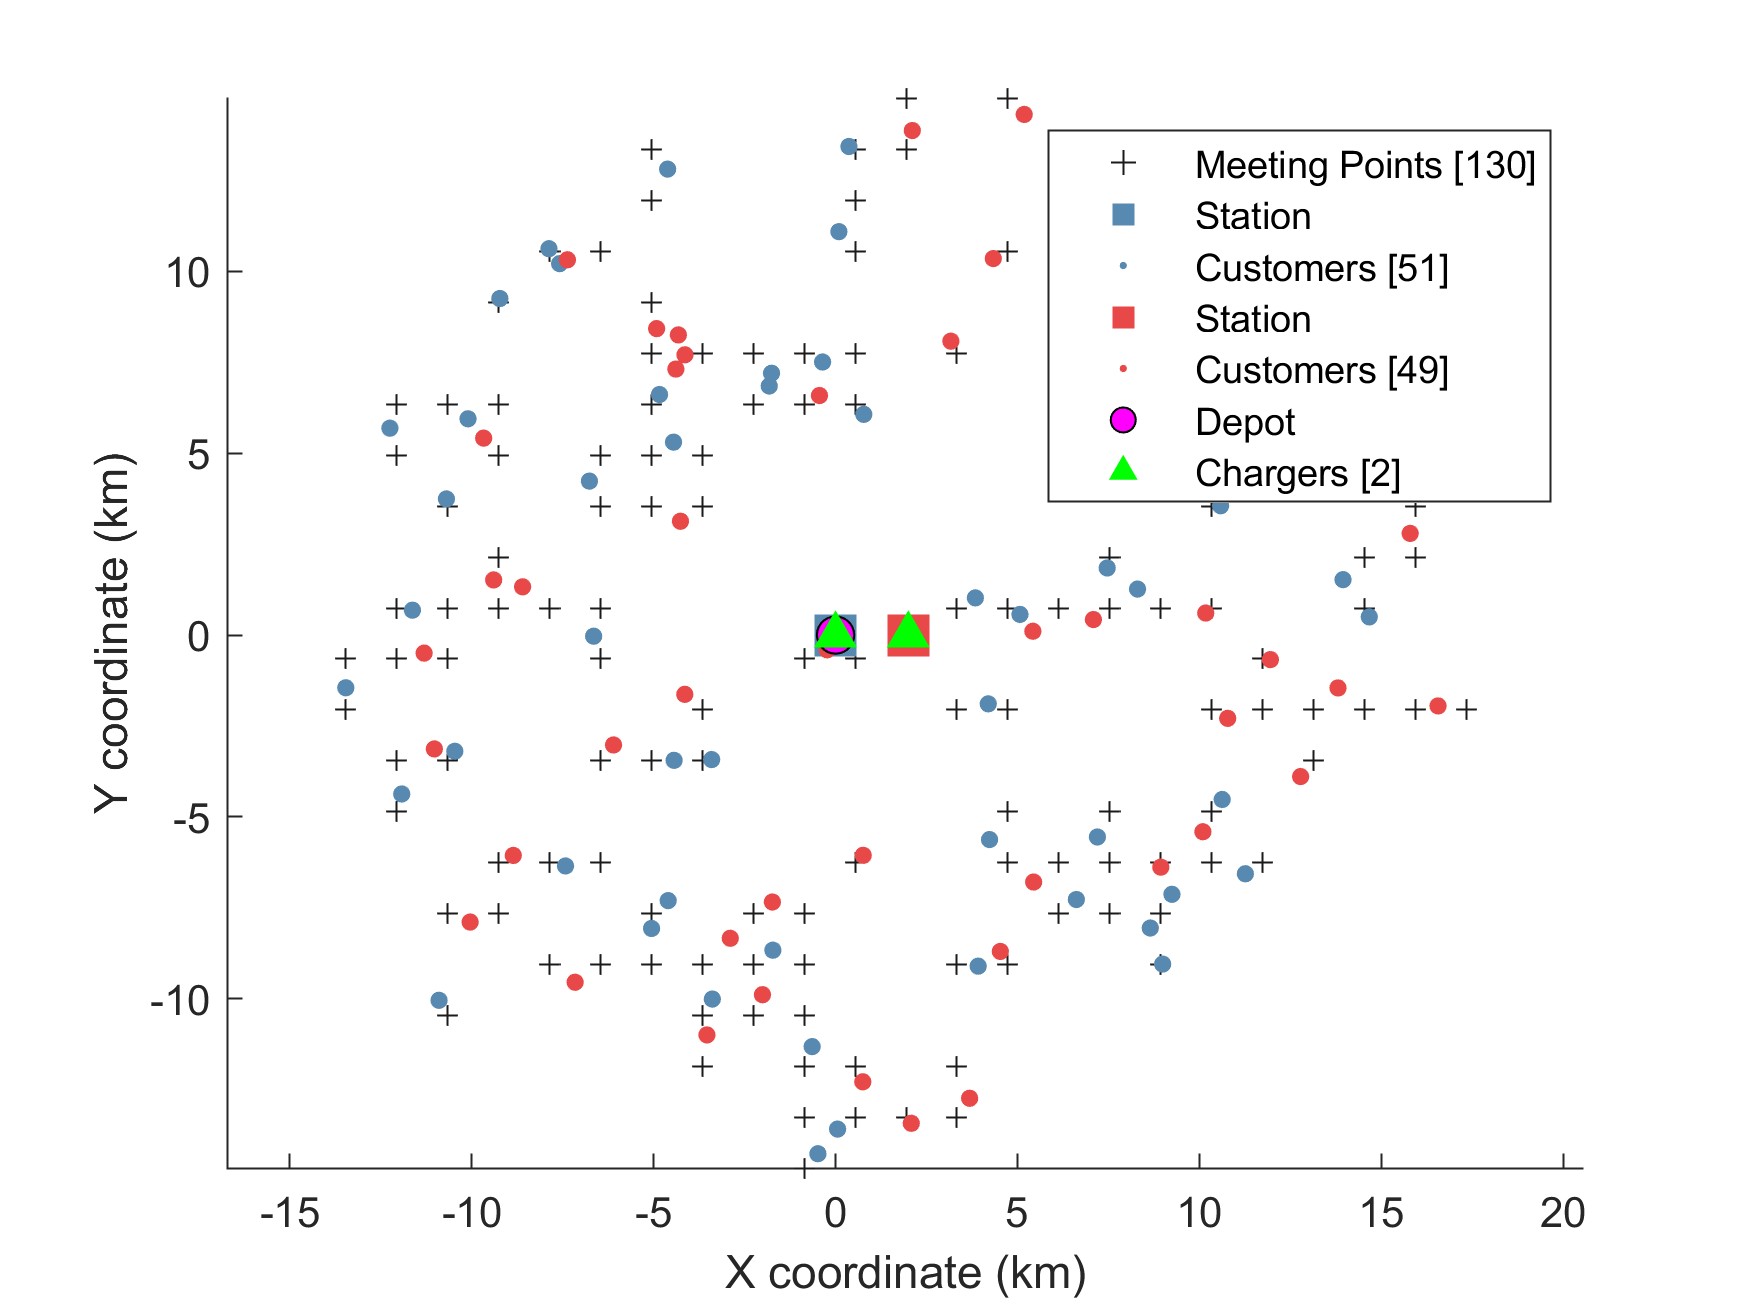 Meeting Points [130]
Station
Customers [51]
Station
Customers [49]
Depot
Chargers [2]
10
5
0
-5
-10
Y coordinate (km)
-15 -10 -5 0 5 10 15 20
X coordinate (km)